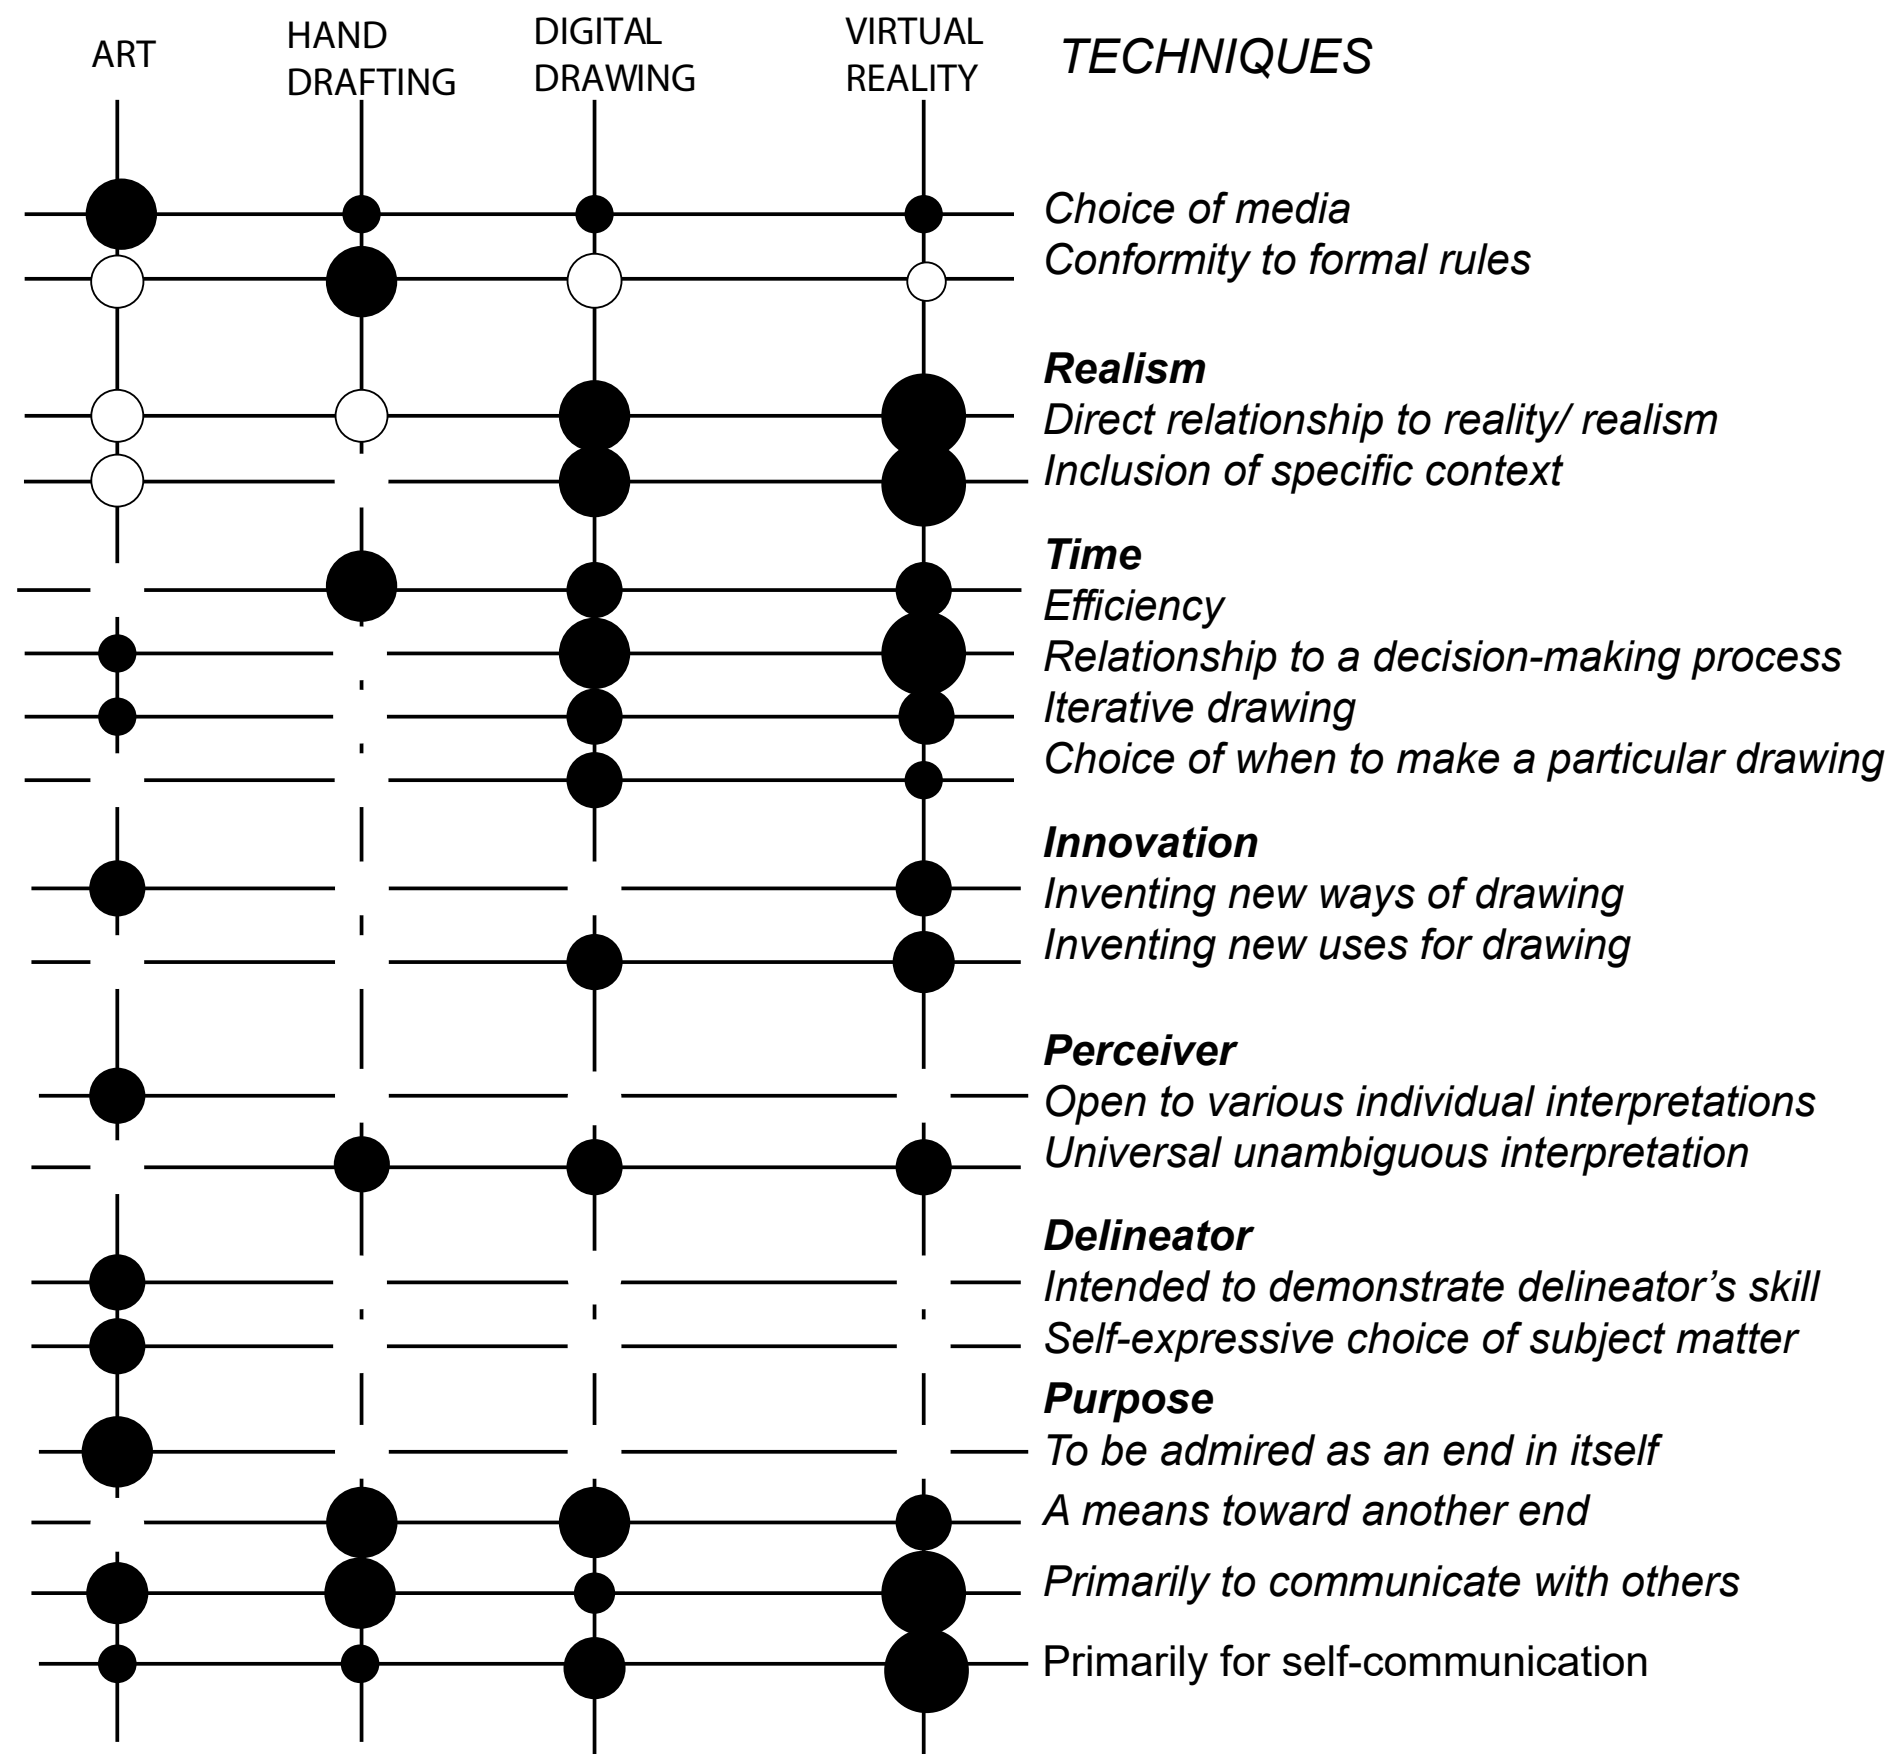 ART
HAND
DRAFTING
DIGITAL
DRAWING
VIRTUAL
REALITY
TECHNIQUES
Choice of media
Conformity to formal rules
Realism
Direct relationship to reality/ realism
Inclusion of specific context
Time
Efficiency
Relationship to a decision-making process
Iterative drawing
Choice of when to make a particular drawing
Innovation
Inventing new ways of drawing
Inventing new uses for drawing
Perceiver
Open to various individual interpretations
Universal unambiguous interpretation
Delineator
Intended to demonstrate delineator’s skill
Self-expressive choice of subject matter
Purpose
To be admired as an end in itself
A means toward another end
Primarily to communicate with others
Primarily for self-communication